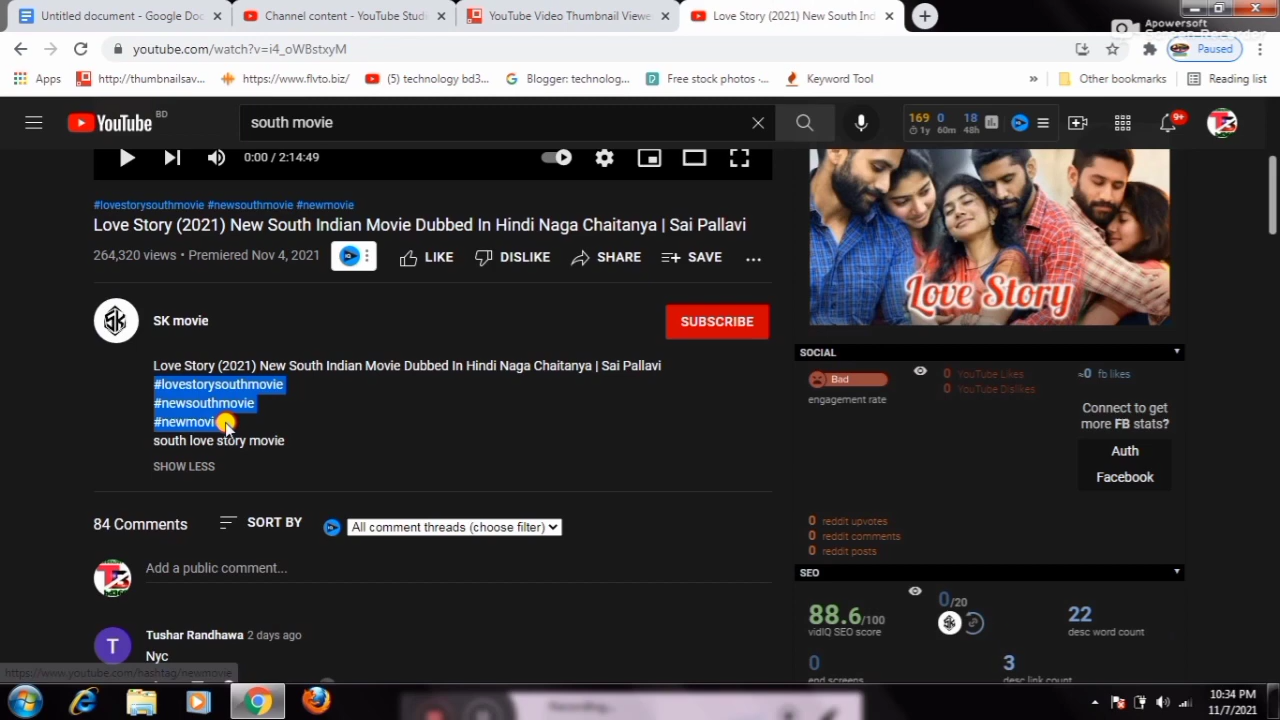 Untitled document - Google Doc
Channel content - YouTube Stud
YouTube Video Thumbnail Viewe
Love Story (2021) New South Ind
Apowersoft
Screen Recorder
youtube.com/watch?v=i4_oW8stxyM
Paused
Apps
http://thumbnailsav...
https://www.flvto.biz/
(5) technology bd3...
Blogger: technolog...
Free stock photos -...
Keyword Tool
»
Other bookmarks
Reading list
YouTube BD
south movie
169 0 18
1y 60m 48h
9+
0:00 / 2:14:49
#lovestorysouthmovie #newsouthmovie #newmovie
Love Story (2021) New South Indian Movie Dubbed In Hindi Naga Chaitanya | Sai Pallavi
264,320 views • Premiered Nov 4, 2021
LIKE
DISLIKE
SHARE
SAVE
SK movie
SUBSCRIBE
Love Story (2021) New South Indian Movie Dubbed In Hindi Naga Chaitanya | Sai Pallavi
#lovestorysouthmovie
#newsouthmovie
#newmovi
south love story movie
SHOW LESS
84 Comments
SORT BY
All comment threads (choose filter)
Add a public comment...
T
Tushar Randhawa 2 days ago
Nyc
https://www.youtube.com/hashtag/newmovie
Love Story
SOCIAL
Bad
engagement rate
0 YouTube Likes
0 YouTube Dislikes
≈0 fb likes
Connect to get
more FB stats?
Auth
Facebook
0 reddit upvotes
0 reddit comments
0 reddit posts
SEO
88.6/100
vidIQ SEO score
0/20
22
desc word count
0
end screens
3
desc link count
Recording...
10:34 PM
11/7/2021